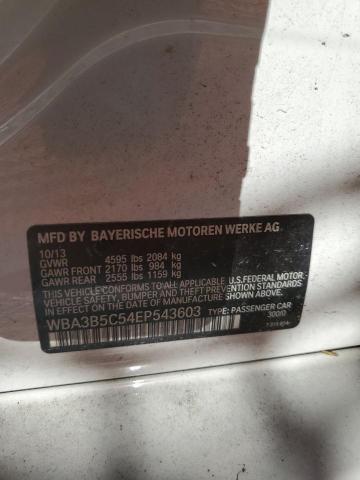 MFD BY BAYERISCHE MOTOREN WERKE AG
10/13
GVWR 4595 lbs 2084 kg
GAWR FRONT 2170 lbs 984 kg
GAWR REAR 2555 lbs 1159 kg
THIS VEHICLE CONFORMS TO ALL APPLICABLE U.S. FEDERAL MOTOR
VEHICLE SAFETY, BUMPER AND THEFT PREVENTION STANDARDS
IN EFFECT ON THE DATE OF MANUFACTURE SHOWN ABOVE.
WBA3B5C54EP543603 TYPE: PASSENGER CAR
300/0